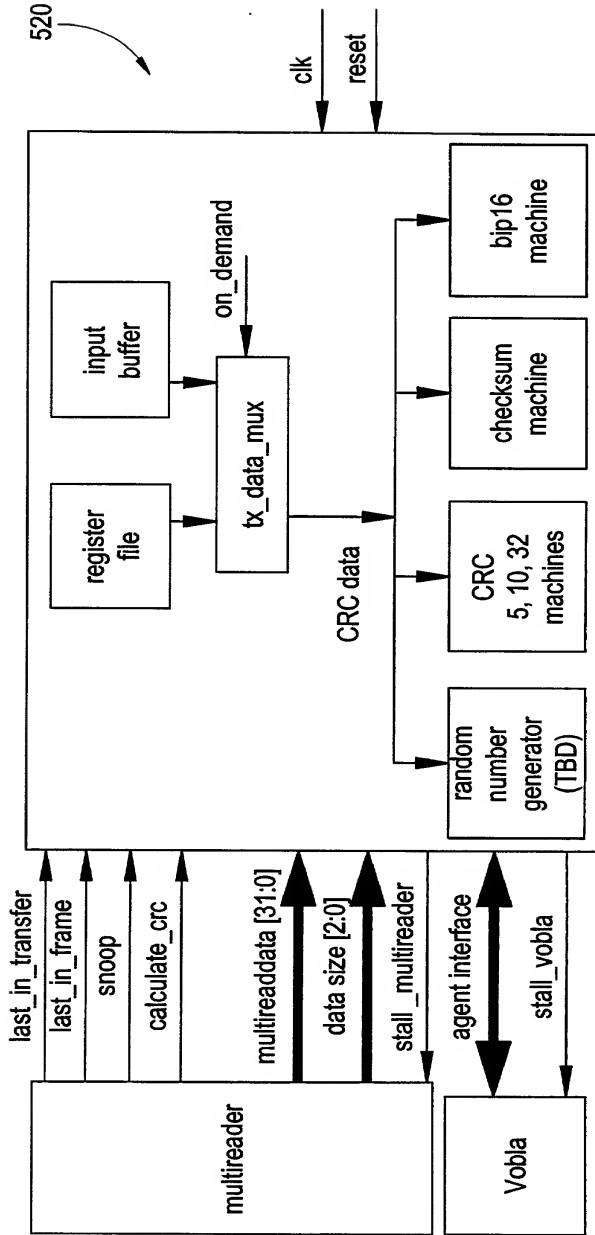 520
clk
reset
input
buffer
register
file
on_demand
tx_data_mux
CRC data
bip16
machine
checksum
machine
CRC
5, 10, 32
machines
random
number
generator
(TBD)
last_in_transfer
last_in_frame
snoop
calculate_crc
multireaddata [31:0]
data size [2:0]
stall_multireader
agent interface
stall_vobla
multireader
Vobla